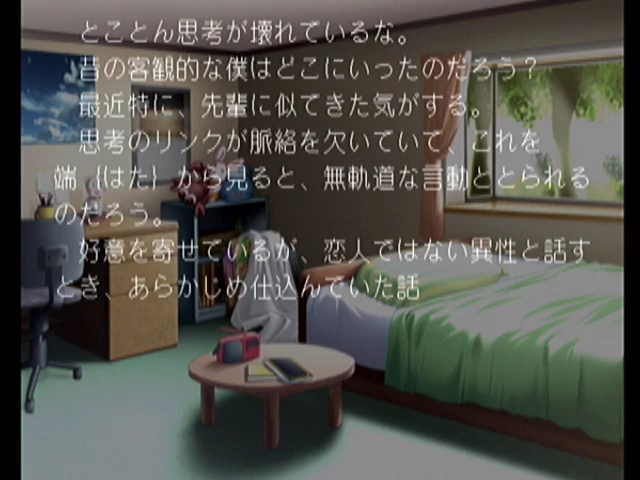 とことん思考が壊れているな。
昔の客観的な僕はどこにいったのだろう？
最近特に、先輩に似てきた気がする。
思考のリンクが脈絡を欠いていて、これを
端｛はた｝から見ると、無軌道な言動ととられる
のだろう。
好意を寄せているが、恋人ではない異性と話す
とき、あらかじめ仕込んでいた話